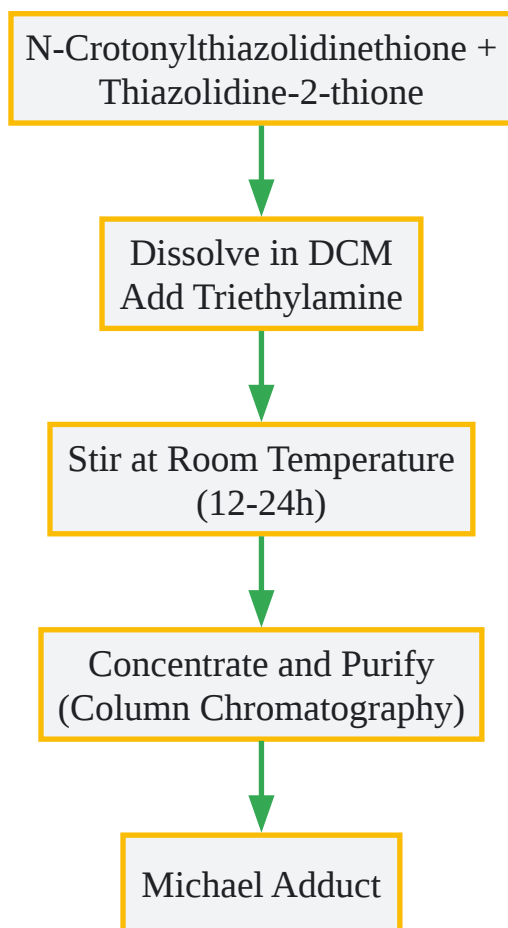 N-Crotonylthiazolidinethione +
Thiazolidine-2-thione
Dissolve in DCM
Add Triethylamine
Stir at Room Temperature
(12-24h)
Concentrate and Purify
(Column Chromatography)
Michael Adduct